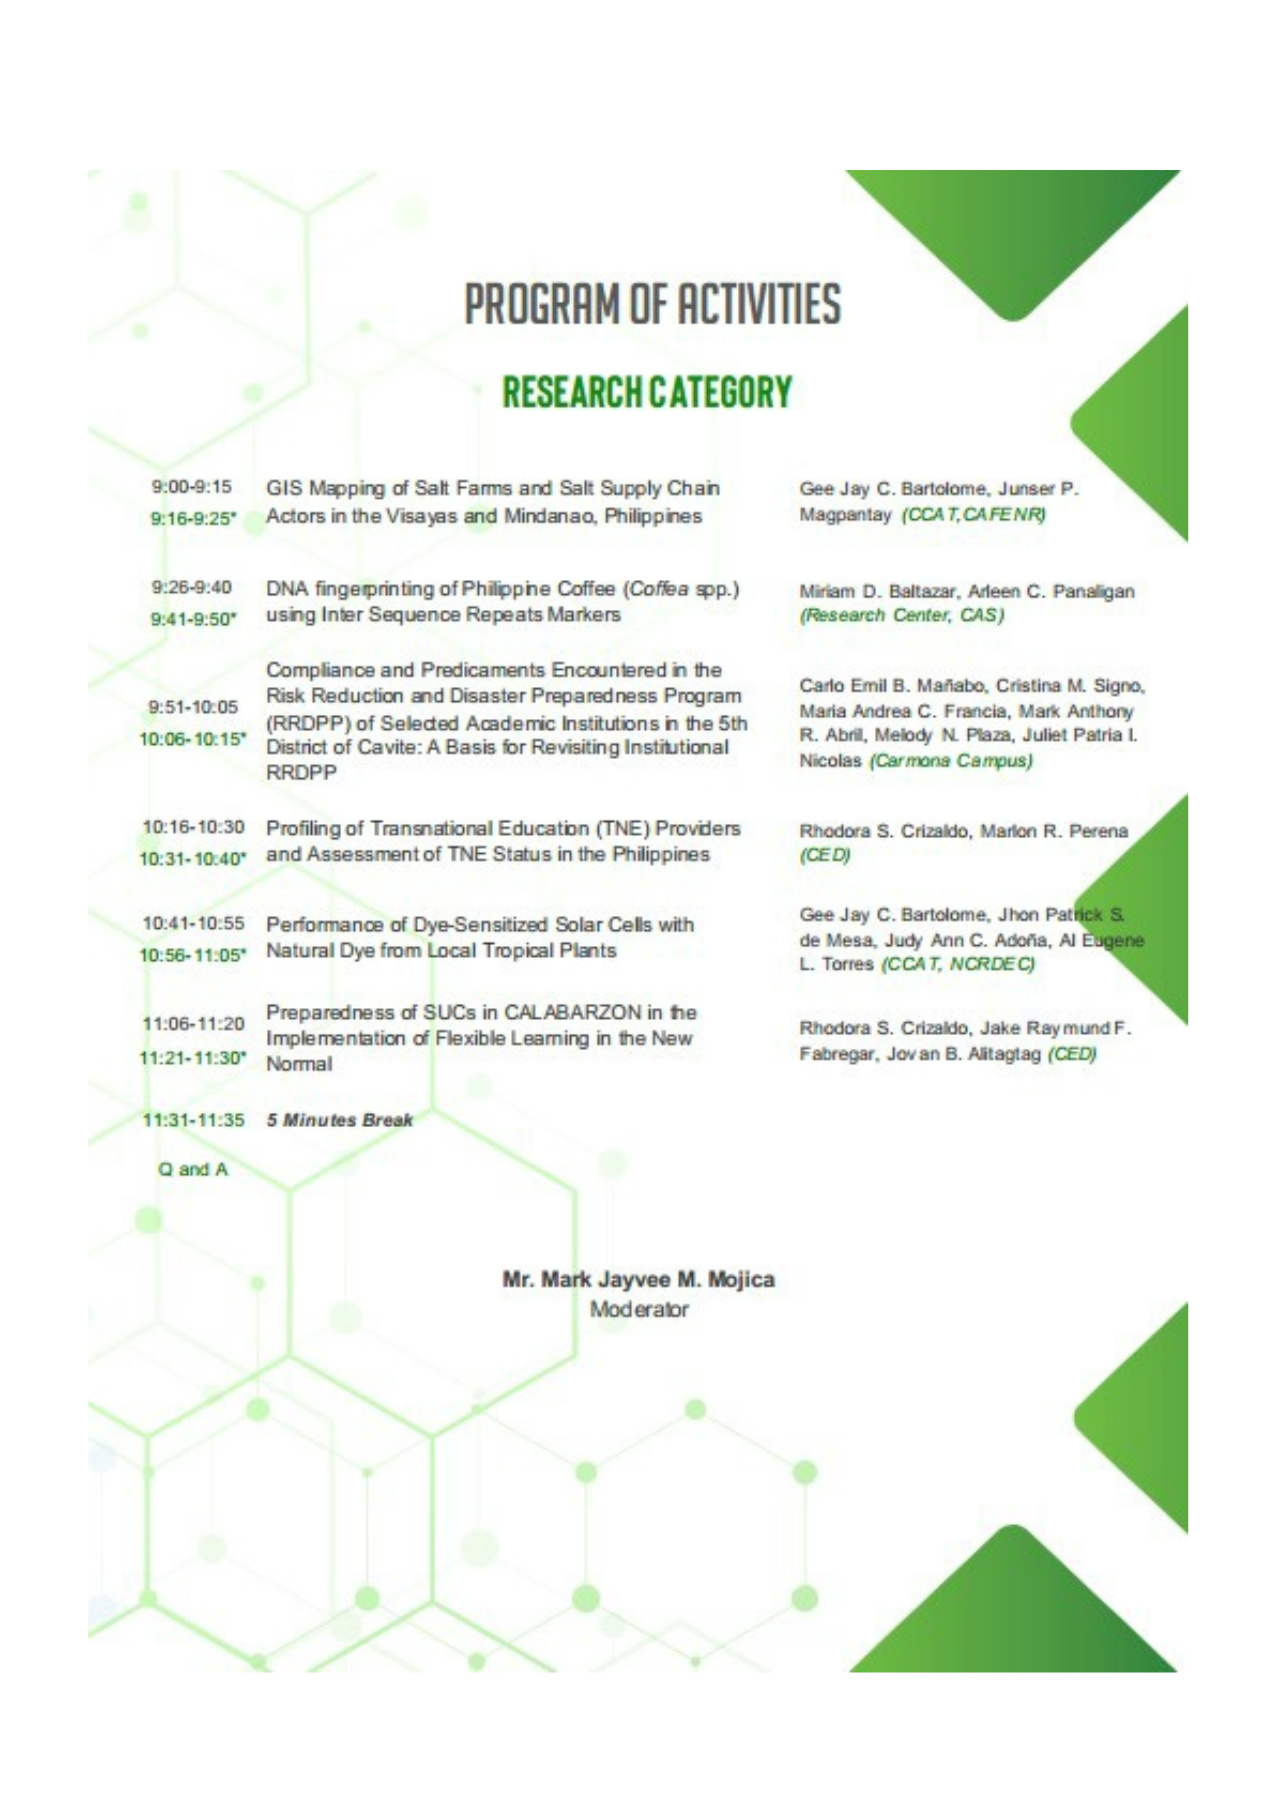 PROGRAM OF ACTIVITIES
RESEARCH CATEGORY
9:00-9:15
9:16-9:25*
GIS Mapping of Salt Farms and Salt Supply Chain
Actors in the Visayas and Mindanao, Philippines
Gee Jay C. Bartolome, Junser P.
Magpantay (CCAT,CAFENR)
9:26-9:40
9:41-9:50*
DNA fingerprinting of Philippine Coffee (Coffea spp.)
using Inter Sequence Repeats Markers
Miriam D. Baltazar, Arleen C. Panaligan
(Research Center, CAS)
9:51-10:05
10:06-10:15*
Compliance and Predicaments Encountered in the
Risk Reduction and Disaster Preparedness Program
(RRDPP) of Selected Academic Institutions in the 5th
District of Cavite: A Basis for Revisiting Institutional
RRDPP
Carlo Emil B. Mañabo, Cristina M. Signo,
Maria Andrea C. Francia, Mark Anthony
R. Abril, Melody N. Plaza, Juliet Patria I.
Nicolas (Carmona Campus)
10:16-10:30
10:31-10:40*
Profiling of Transnational Education (TNE) Providers
and Assessment of TNE Status in the Philippines
Rhodora S. Crizaldo, Marlon R. Perena
(CED)
10:41-10:55
10:56-11:05*
Performance of Dye-Sensitized Solar Cells with
Natural Dye from Local Tropical Plants
Gee Jay C. Bartolome, Jhon Patrick S.
de Mesa, Judy Ann C. Adoña, Al Eugene
L. Torres (CCAT, NCRDEC)
11:06-11:20
11:21-11:30*
Preparedness of SUCs in CALABARZON in the
Implementation of Flexible Learning in the New
Normal
Rhodora S. Crizaldo, Jake Raymund F.
Fabregar, Jovan B. Alitagtag (CED)
11:31-11:35 5 Minutes Break
Q and A
Mr. Mark Jayvee M. Mojica
Moderator